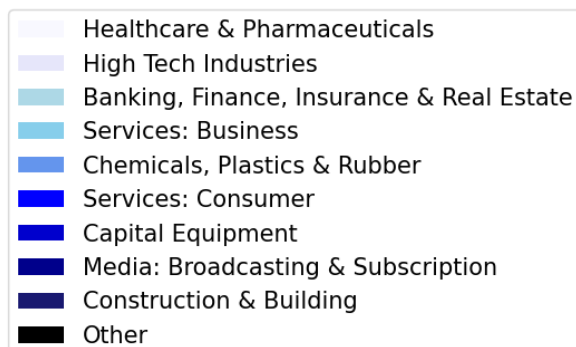 Healthcare & Pharmaceuticals
High Tech Industries
Banking, Finance, Insurance & Real Estate
Services: Business
Chemicals, Plastics & Rubber
Services: Consumer
Capital Equipment
Media: Broadcasting & Subscription
Construction & Building
Other